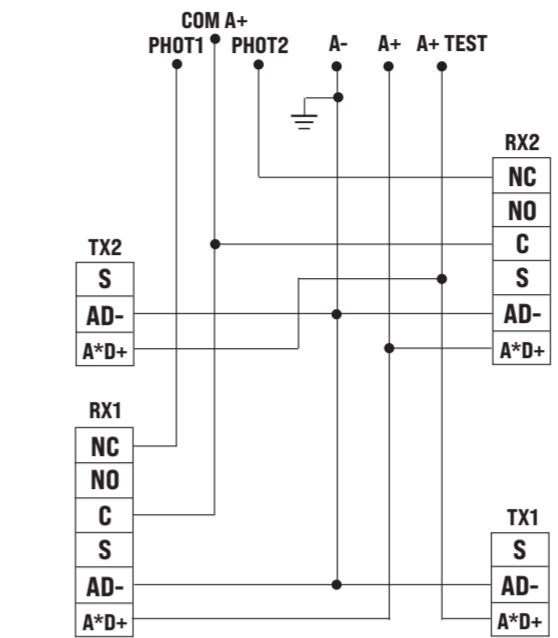 COM A+
PHOT1 PHOT2 A- A+ A+ TEST
RX2
NC
NO
C
S
AD-
A*D+
TX2
S
AD-
A*D+
RX1
NC
NO
C
S
AD-
A*D+
TX1
S
AD-
A*D+